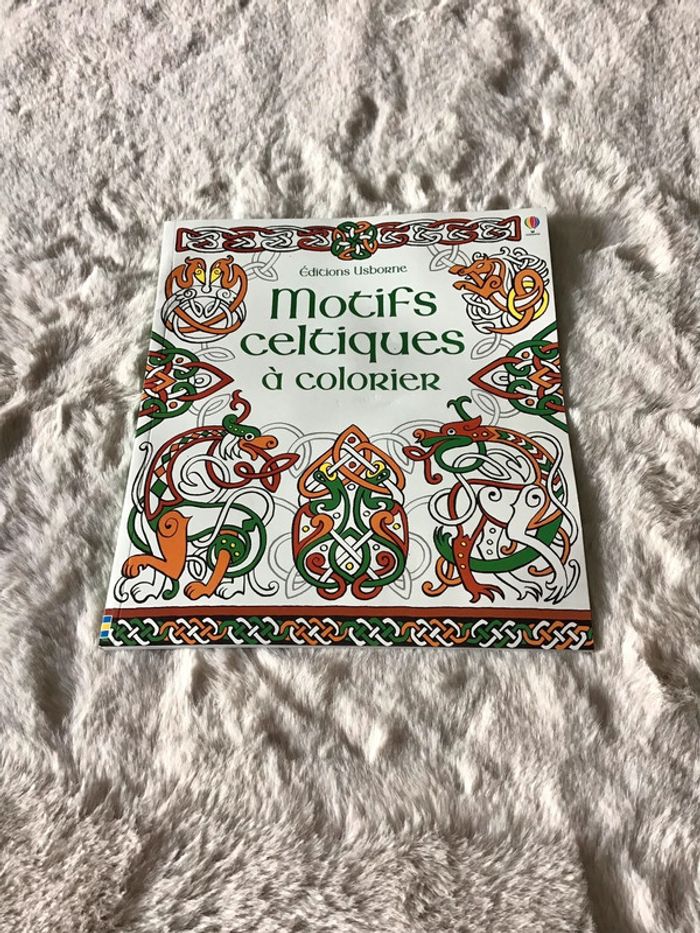 Éditions Usborne
Motifs
celtiques
à colorier